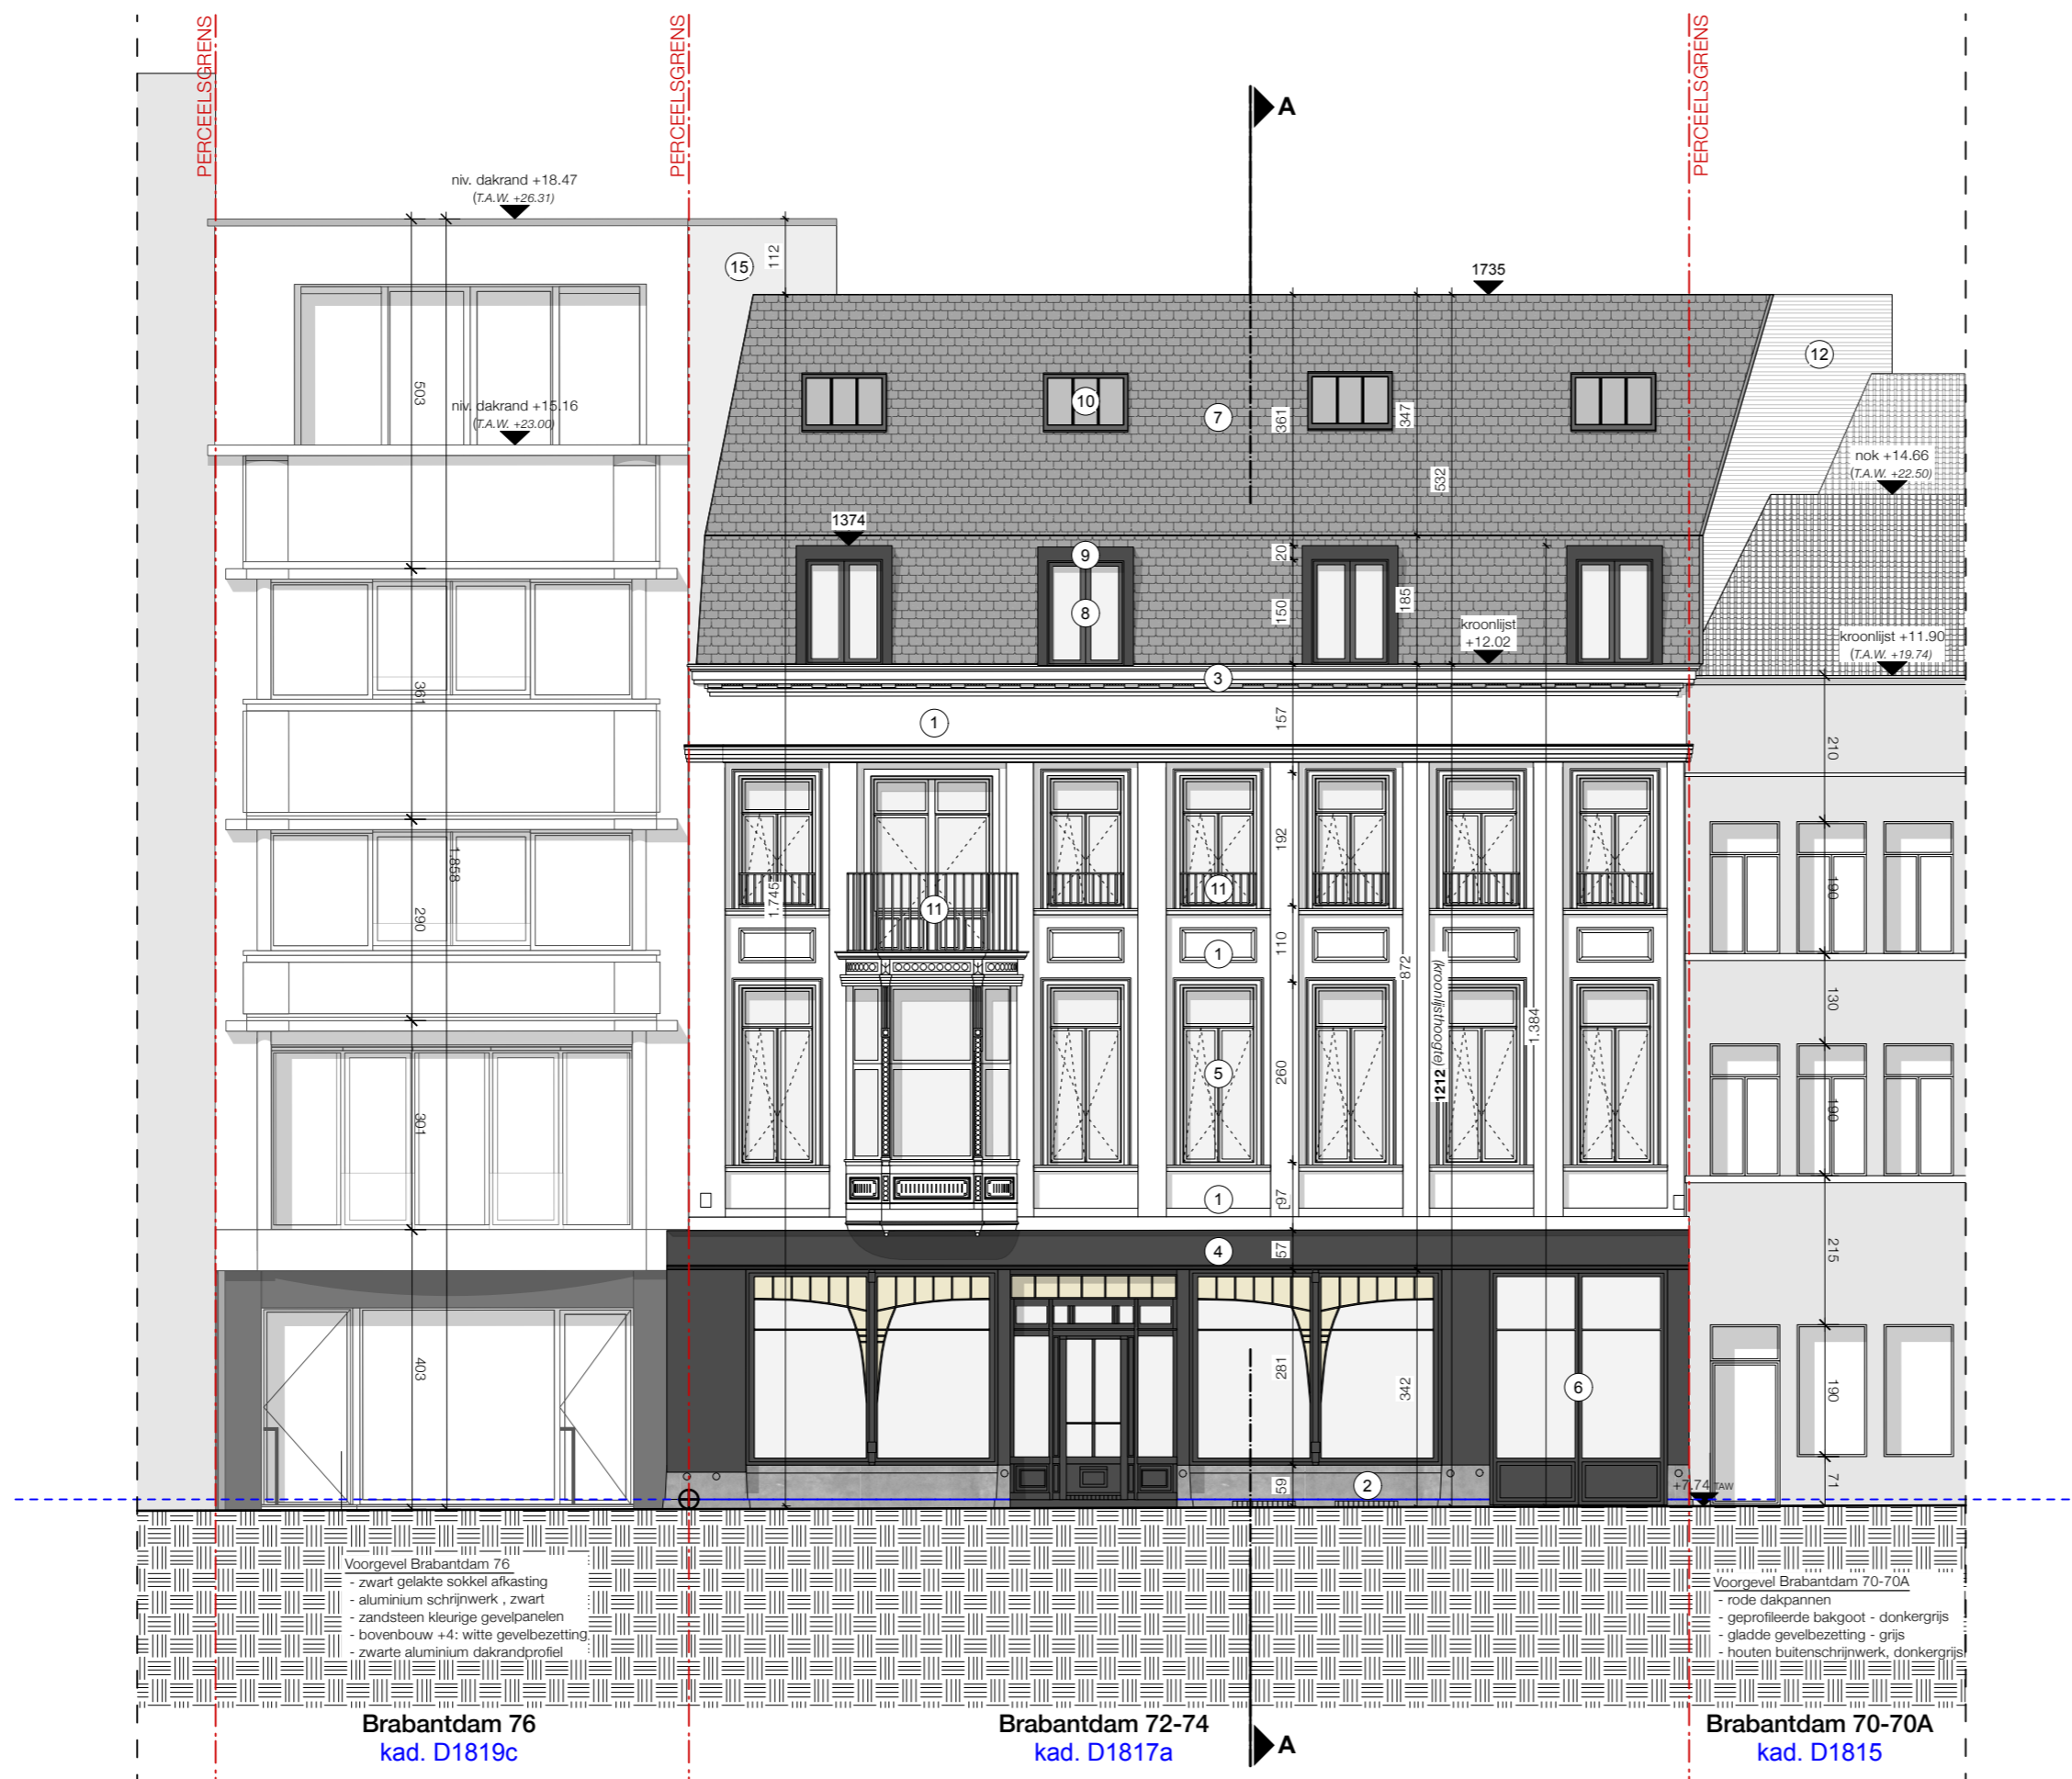 PERCEELSGRENS
PERCEELSGRENS
PERCEELSGRENS
A
niv. dakrand +18.47
(T.A.W. +26.31)
15
112
1735
12
503
niv. dakrand +15.16
(T.A.W. +23.00)
10
7
361
347
532
nok +14.66
(T.A.W. +22.50)
1374
9
20
8
150
185
kroonlijst
+12.02
kroonlijst +11.90
(T.A.W. +19.74)
3
361
1
157
210
192
1.858
1.745
11
11
190
290
1
110
872
1212 (kroonlijsthoogte)
1.384
130
5
260
301
190
1
97
4
57
215
403
281
342
6
190
2
59
+7.74 TAW
71
Voorgevel Brabantdam 76
- zwart gelakte sokkel afkasting
- aluminium schrijnwerk , zwart
- zandsteen kleurige gevelpanelen
- bovenbouw +4: witte gevelbezetting
- zwarte aluminium dakrandprofiel
Voorgevel Brabantdam 70-70A
- rode dakpannen
- geprofileerde bakgoot - donkergrijs
- gladde gevelbezetting - grijs
- houten buitenschrijnwerk, donkergrijs
Brabantdam 76
kad. D1819c
Brabantdam 72-74
kad. D1817a
A
Brabantdam 70-70A
kad. D1815